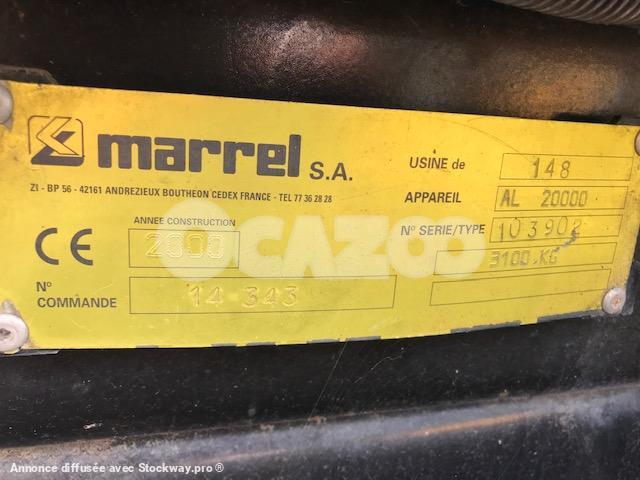 marrel S.A.
ZI - BP 56 - 42161 ANDREZIEUX BOUTHEON CEDEX FRANCE - TEL 77 36 28 28
CE
ANNEE CONSTRUCTION
2000
N° COMMANDE
14 343
USINE de
148
APPAREIL
AL 20000
N° SERIE/TYPE
103902
3100.KG
OCAZOO
Annonce diffusée avec Stockway.pro®